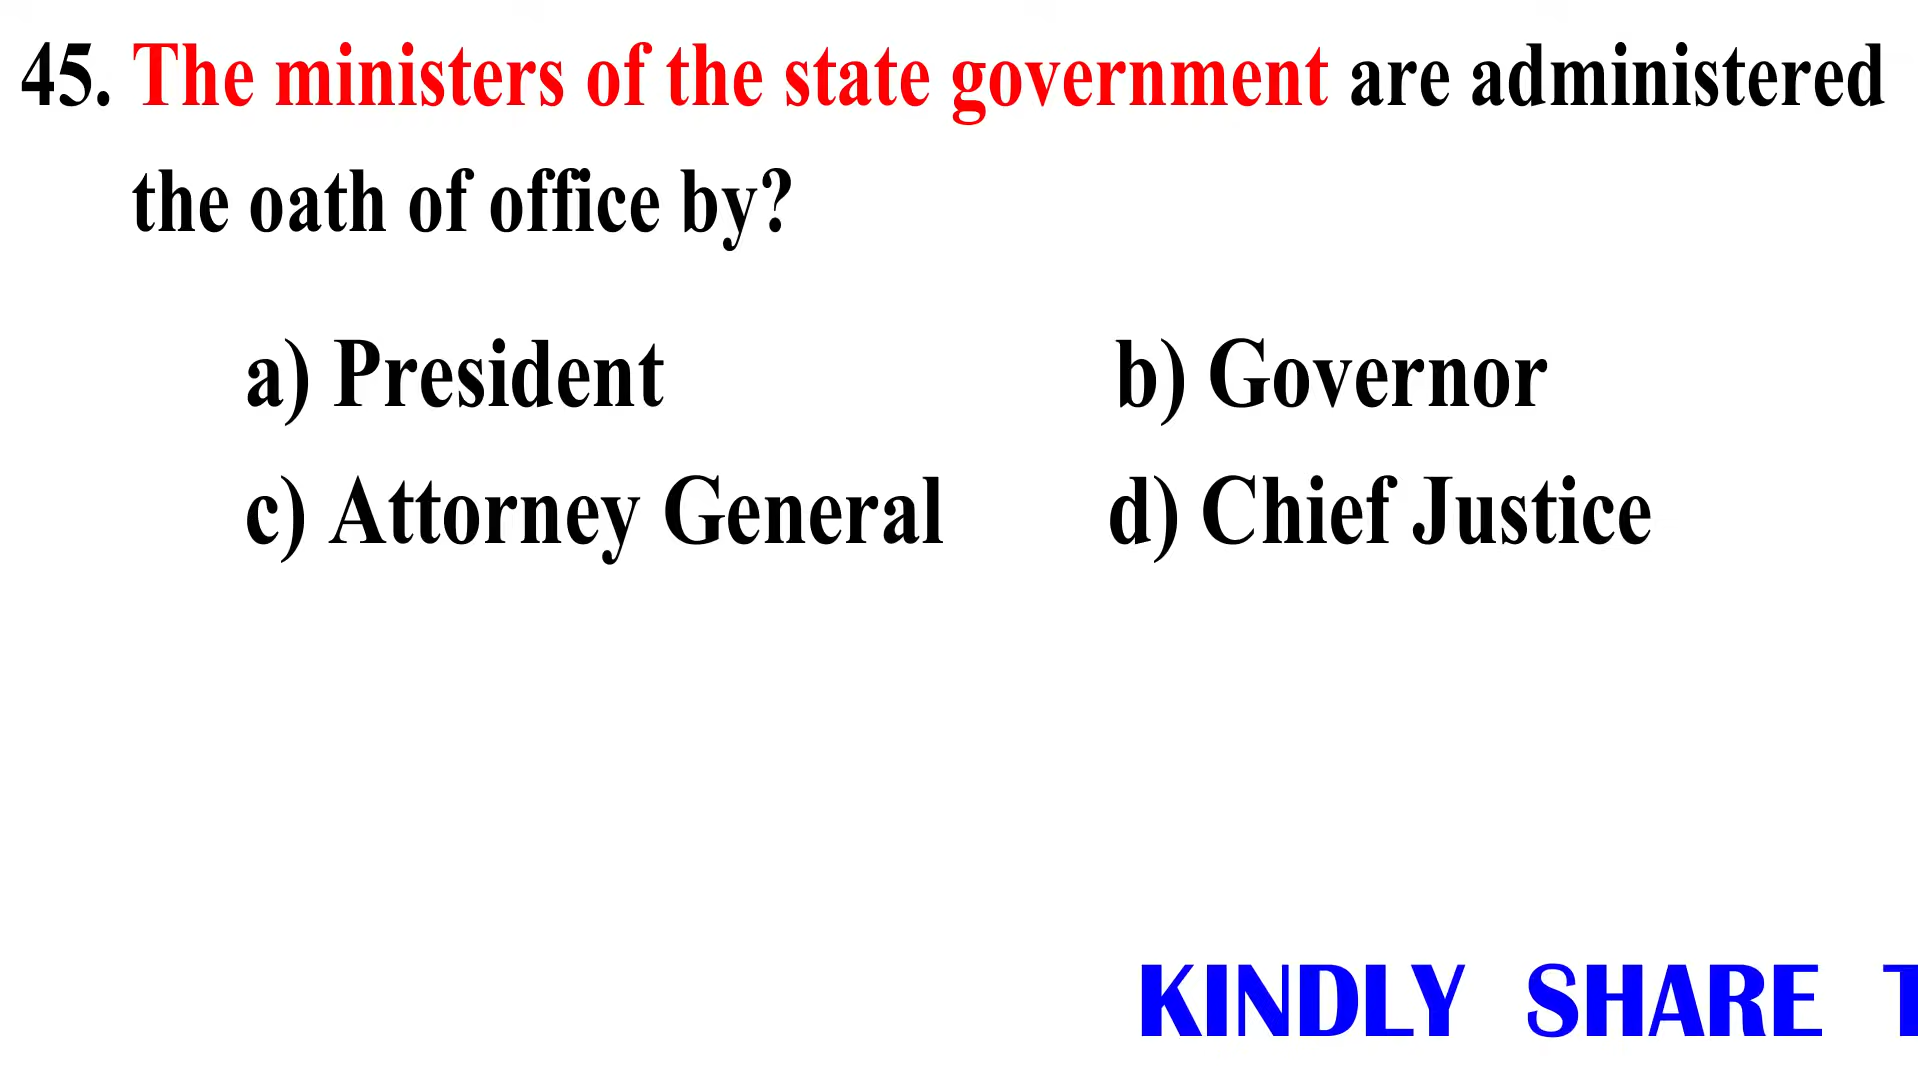 45. The ministers of the state government are administered
the oath of office by?
a) President b) Governor
c) Attorney General d) Chief Justice
KINDLY SHARE